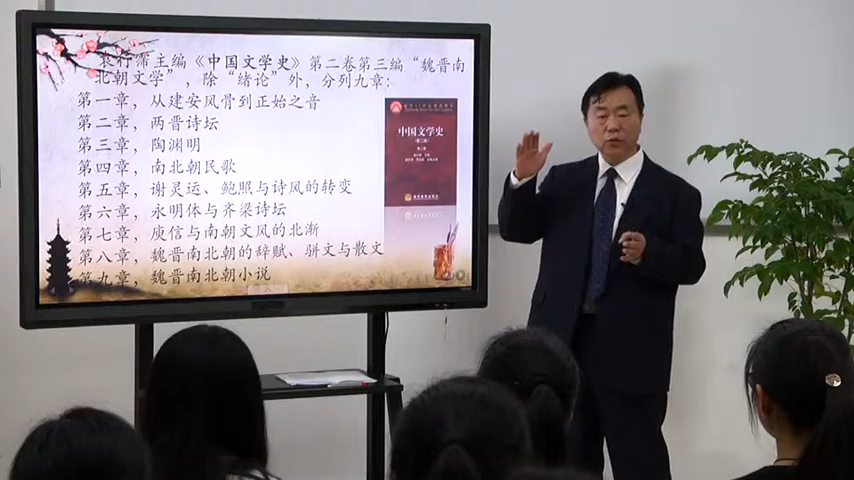 袁行霈主编《中国文学史》第二卷第三编“魏晋南
北朝文学”，除“绪论”外，分列九章：
第一章，从建安风骨到正始之音
第二章，两晋诗坛
第三章，陶渊明
第四章，南北朝民歌
第五章，谢灵运、鲍照与诗风的转变
第六章，永明体与齐梁诗坛
第七章，庾信与南朝文风的北渐
第八章，魏晋南北朝的辞赋、骈文与散文
第九章，魏晋南北朝小说
中国文学史